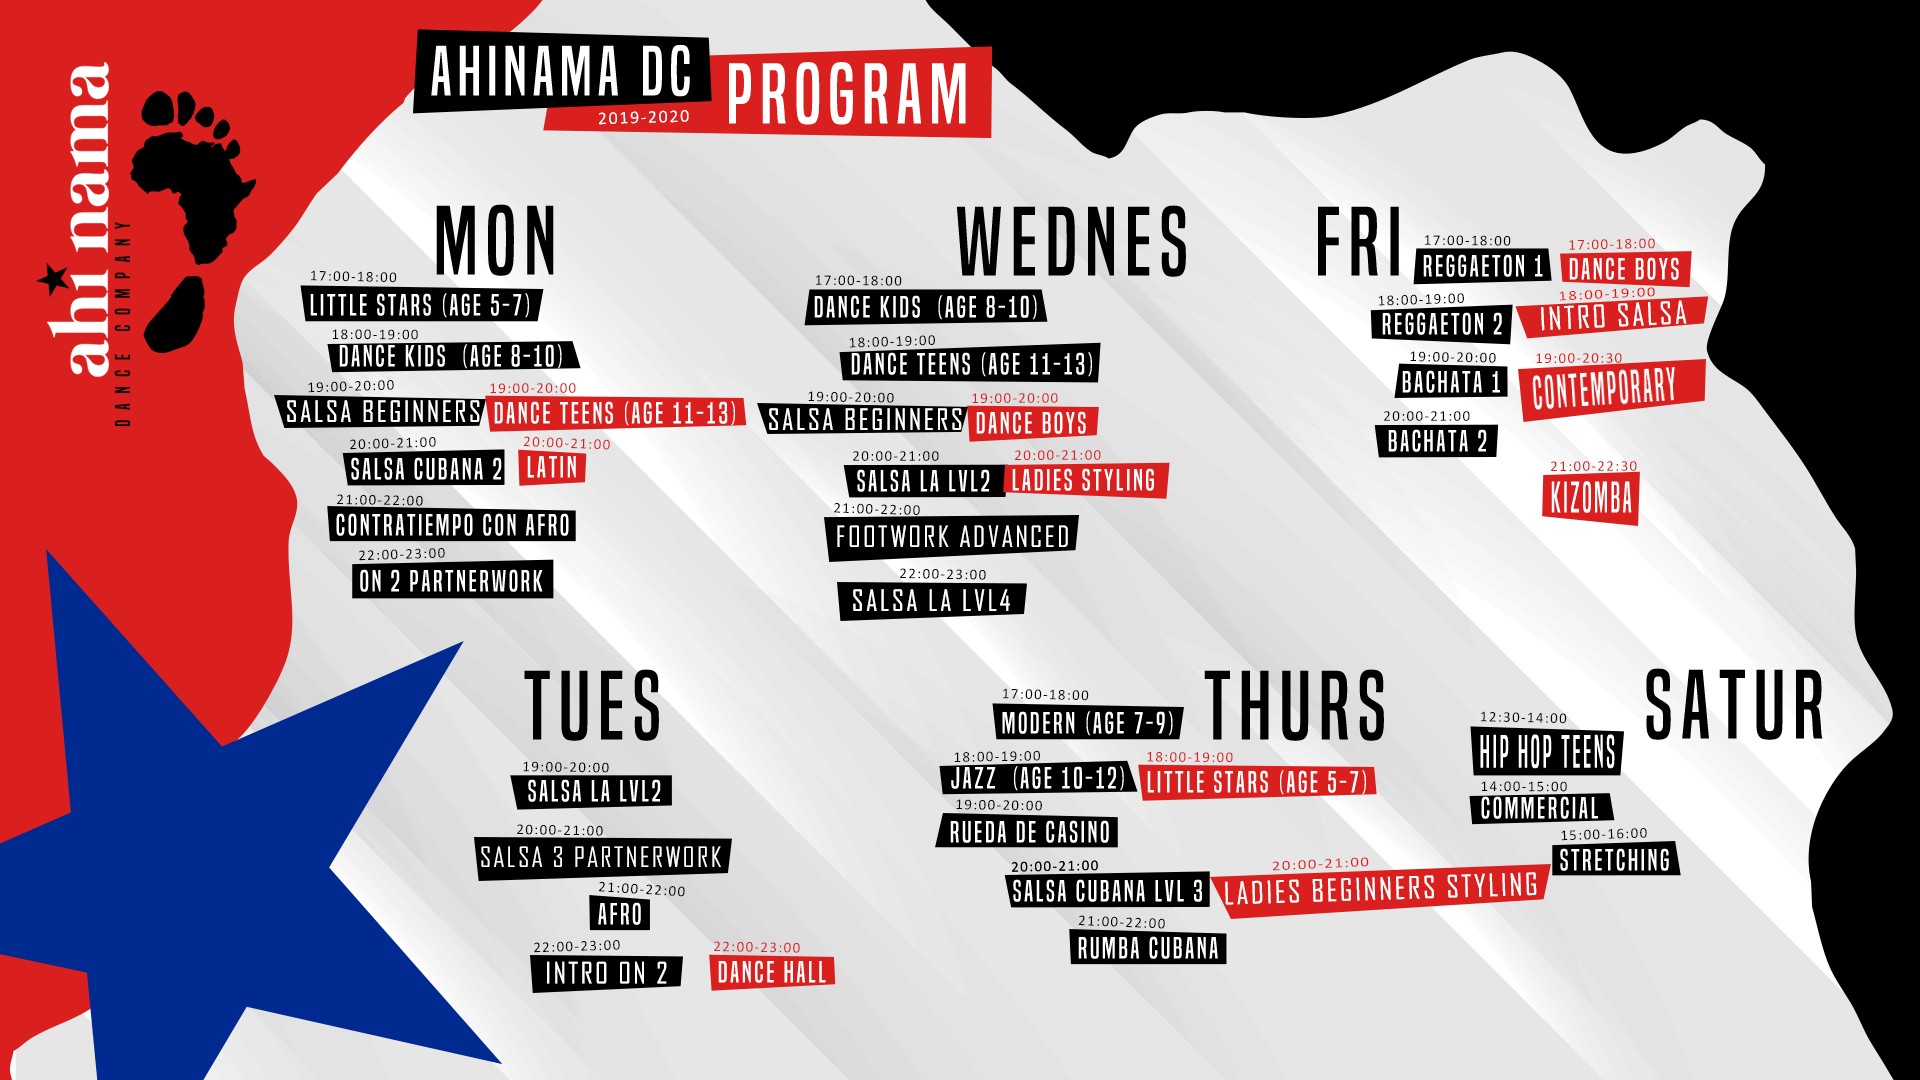 ahi nama
DANCE COMPANY
AHINAMA DC
PROGRAM
2019-2020
MON
17:00-18:00
LITTLE STARS (AGE 5-7)
18:00-19:00
DANCE KIDS (AGE 8-10)
19:00-20:00 19:00-20:00
SALSA BEGINNERS DANCE TEENS (AGE 11-13)
20:00-21:00 20:00-21:00
SALSA CUBANA 2 LATIN
21:00-22:00
CONTRATIEMPO CON AFRO
22:00-23:00
ON 2 PARTNERWORK
WEDNES
17:00-18:00
DANCE KIDS (AGE 8-10)
18:00-19:00
DANCE TEENS (AGE 11-13)
19:00-20:00 19:00-20:00
SALSA BEGINNERS DANCE BOYS
20:00-21:00 20:00-21:00
SALSA LA LVL2 LADIES STYLING
21:00-22:00
FOOTWORK ADVANCED
22:00-23:00
SALSA LA LVL4
FRI
17:00-18:00 17:00-18:00
REGGAETON 1 DANCE BOYS
18:00-19:00 18:00-19:00
REGGAETON 2 INTRO SALSA
19:00-20:00 19:00-20:30
BACHATA 1 CONTEMPORARY
20:00-21:00
BACHATA 2
21:00-22:30
KIZOMBA
TUES
19:00-20:00
SALSA LA LVL2
20:00-21:00
SALSA 3 PARTNERWORK
21:00-22:00
AFRO
22:00-23:00 22:00-23:00
INTRO ON 2 DANCE HALL
THURS
17:00-18:00
MODERN (AGE 7-9)
18:00-19:00 18:00-19:00
JAZZ (AGE 10-12) LITTLE STARS (AGE 5-7)
19:00-20:00
RUEDA DE CASINO
20:00-21:00 20:00-21:00
SALSA CUBANA LVL 3 LADIES BEGINNERS STYLING
21:00-22:00
RUMBA CUBANA
SATUR
12:30-14:00
HIP HOP TEENS
14:00-15:00
COMMERCIAL
15:00-16:00
STRETCHING